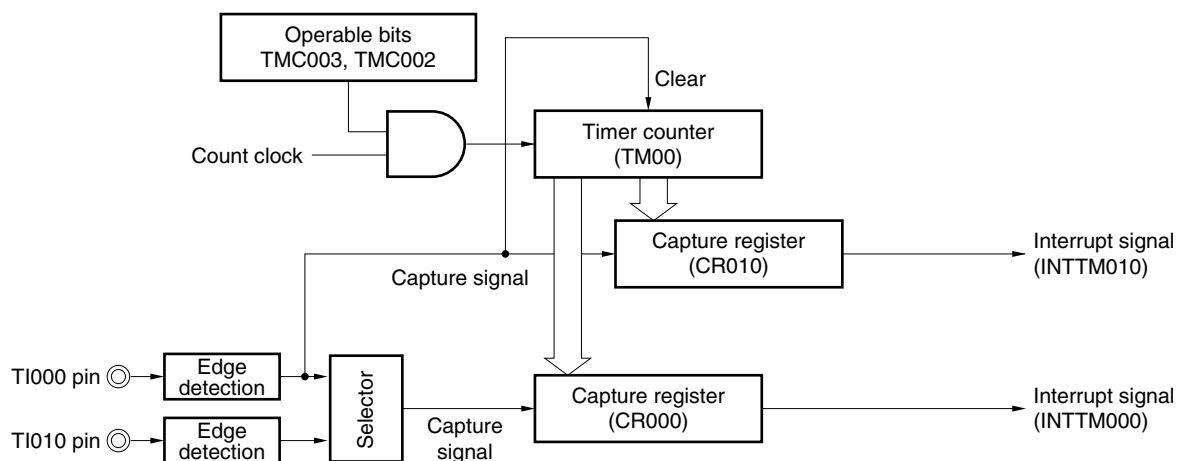 Operable bits
TMC003, TMC002
Clear
Timer counter
(TM00)
Count clock
Capture register
(CR010)
Interrupt signal
(INTTM010)
Capture signal
TI000 pin
Edge
detection
Selector
Capture register
(CR000)
Interrupt signal
(INTTM000)
TI010 pin
Edge
detection
Capture
signal